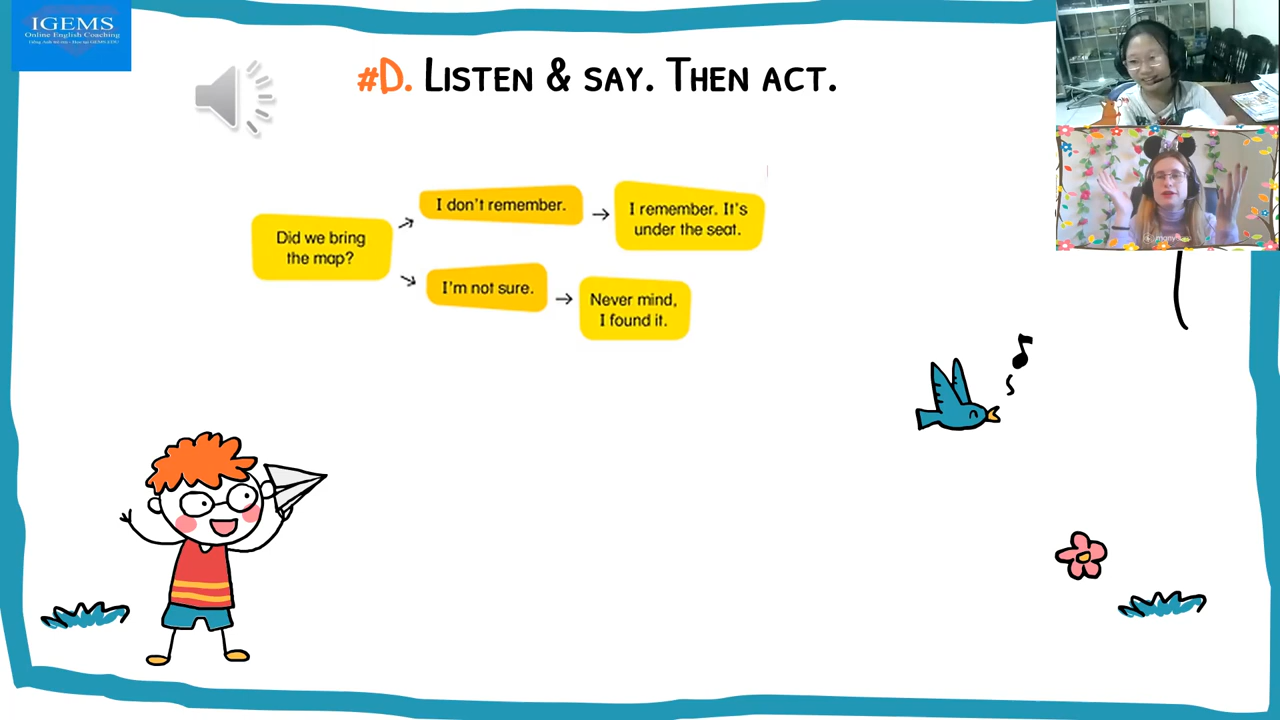 IGEMS
Online English Coaching
#D. LISTEN & SAY. THEN ACT.
Did we bring
the map?
I don't remember.
I remember. It's
under the seat.
I'm not sure.
Never mind,
I found it.